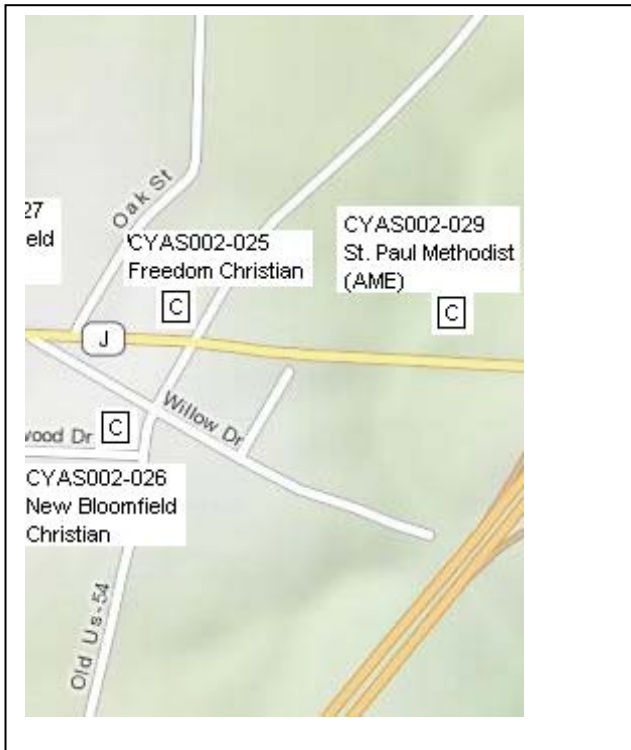 Oak St
27
eld
CYAS002-025
Freedom Christian
C
CYAS002-029
St. Paul Methodist
(AME)
C
J
Willow Dr
wood Dr
C
CYAS002-026
New Bloomfield
Christian
Old Us-54